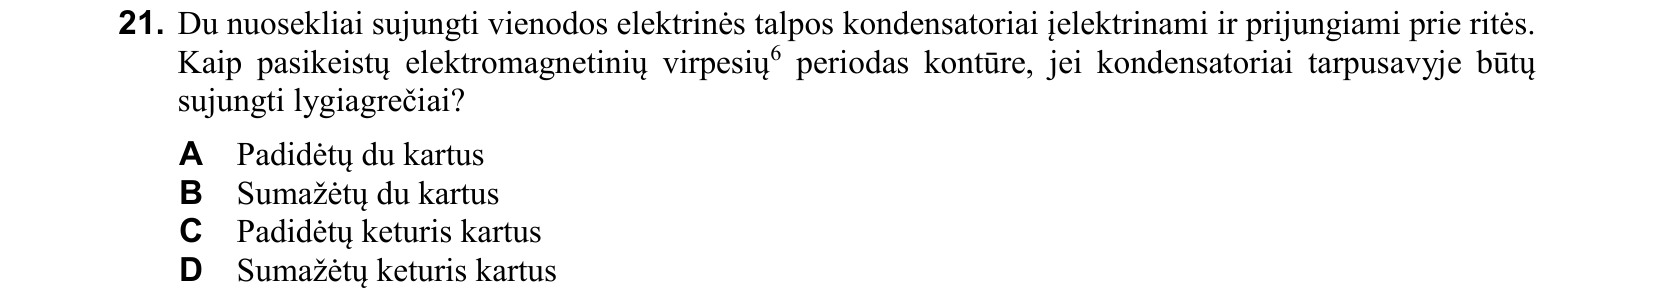 21. Du nuosekliai sujungti vienodos elektrinės talpos kondensatoriai įelektrinami ir prijungiami prie ritės.
Kaip pasikeistų elektromagnetinių virpesių⁶ periodas kontūre, jei kondensatoriai tarpusavyje būtų
sujungti lygiagrečiai?
A Padidėtų du kartus
B Sumažėtų du kartus
C Padidėtų keturis kartus
D Sumažėtų keturis kartus